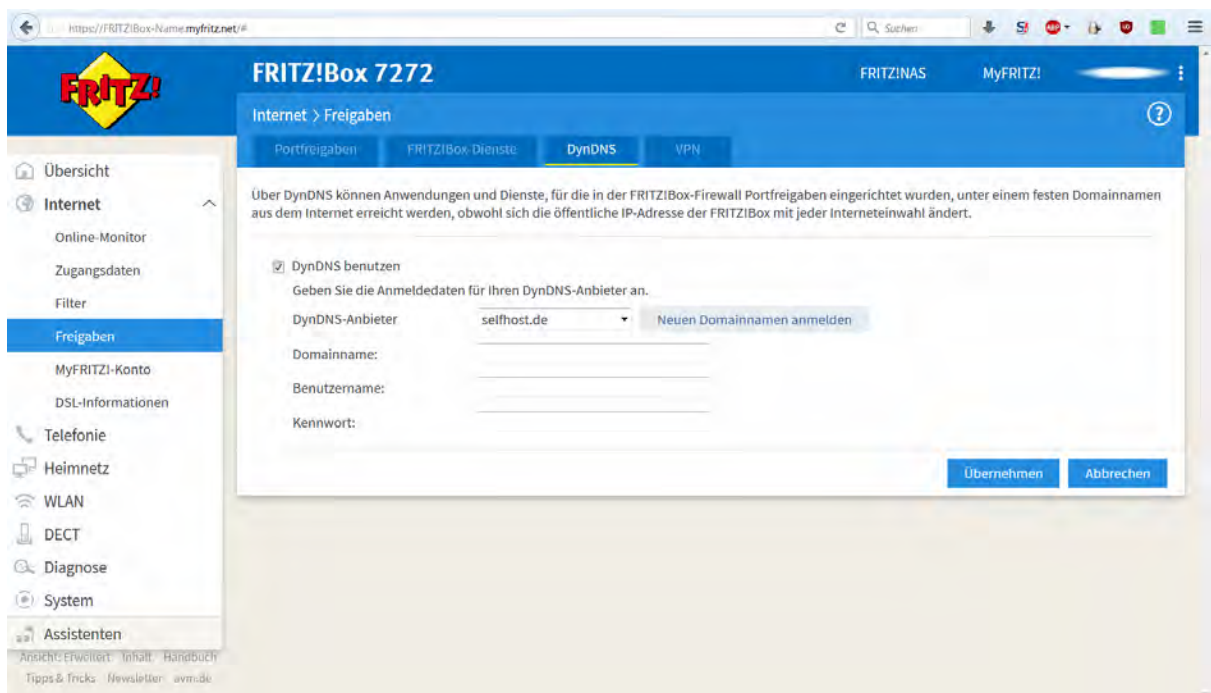 https://FRITZ!Box-Name.myfritz.net/#
Suchen
FRITZ!
FRITZ!Box 7272
FRITZ!NAS
MyFRITZ!
Internet > Freigaben
Portfreigaben
FRITZ!Box-Dienste
DynDNS
VPN
Übersicht
Internet
Online-Monitor
Zugangsdaten
Filter
Freigaben
MyFRITZ!-Konto
DSL-Informationen
Telefonie
Heimnetz
WLAN
DECT
Diagnose
System
Assistenten
Ansicht: Erweitert Inhalt Handbuch
Tipps & Tricks Newsletter avm.de
Über DynDNS können Anwendungen und Dienste, für die in der FRITZ!Box-Firewall Portfreigaben eingerichtet wurden, unter einem festen Domainnamen
aus dem Internet erreicht werden, obwohl sich die öffentliche IP-Adresse der FRITZ!Box mit jeder Interneteinwahl ändert.
DynDNS benutzen
Geben Sie die Anmeldedaten für Ihren DynDNS-Anbieter an.
DynDNS-Anbieter
selfhost.de
Neuen Domainnamen anmelden
Domainname:
Benutzername:
Kennwort:
Übernehmen
Abbrechen